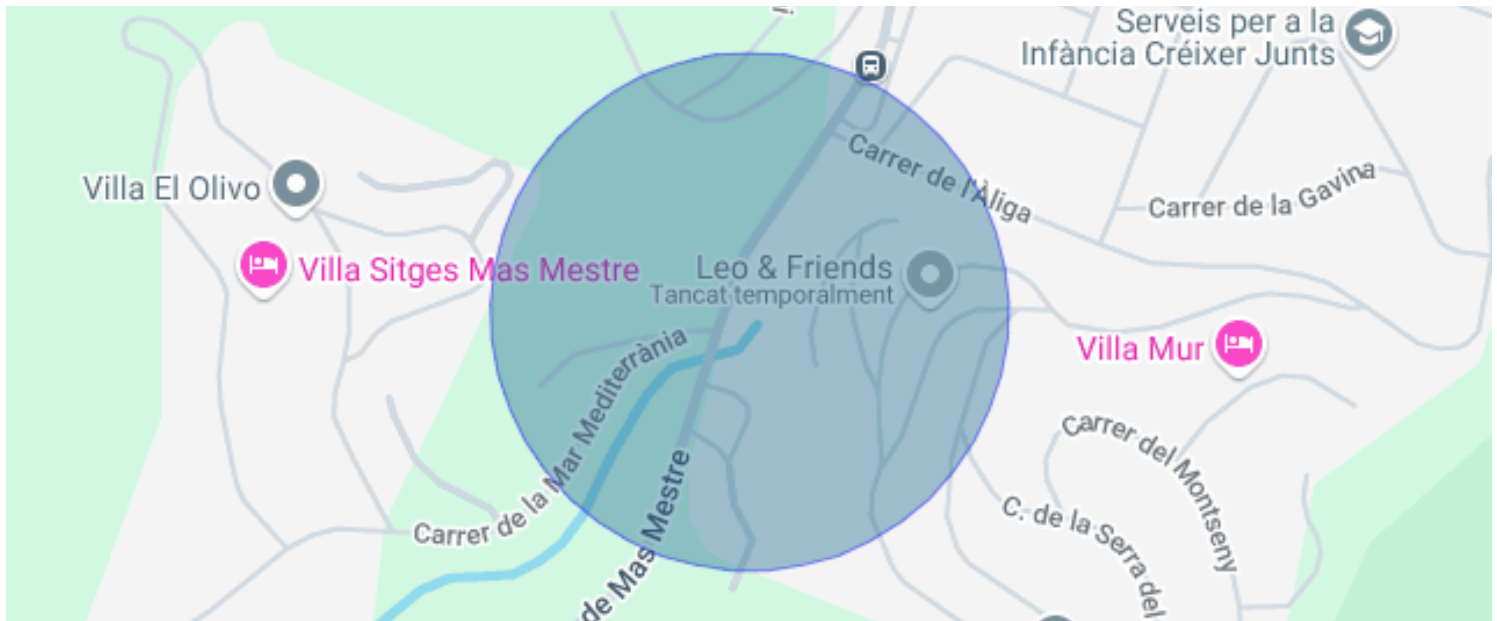 Serveis per a la
Infància Créixer Junts
Carrer de l'Àliga
Villa El Olivo
Carrer de la Gavina
Villa Sitges Mas Mestre
Leo & Friends
Tancat temporalment
Villa Mur
Carrer de la Mar Mediterrània
Carrer del Montseny
C. de la Serra del
de Mas Mestre